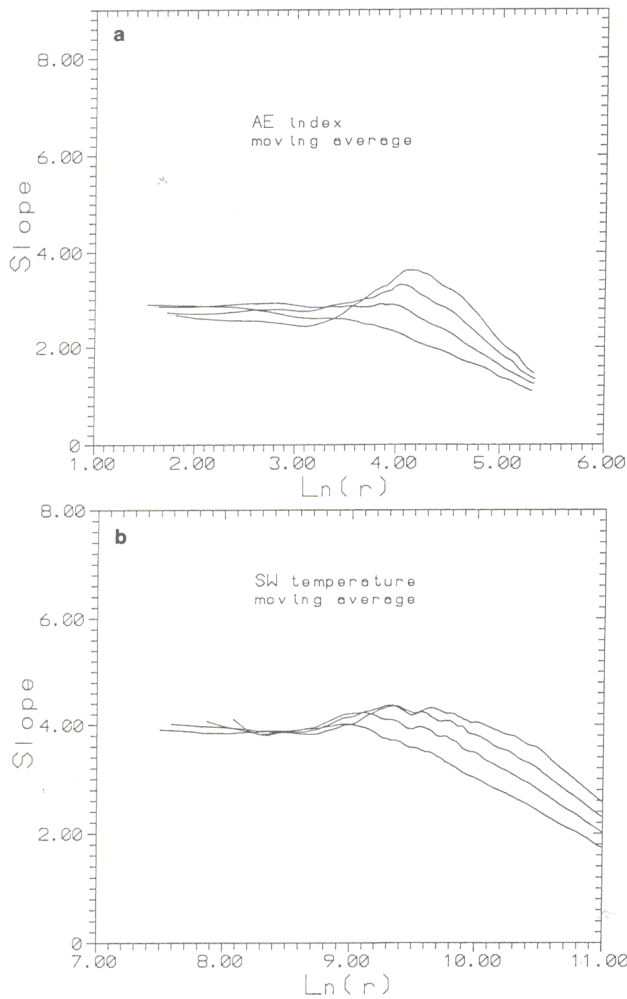 a
8.00
AE index
moving average
6.00
Slope
4.00
2.00
0
1.00 2.00 3.00 4.00 5.00 6.00
Ln(r)
8.00
b
SW temperature
moving average
6.00
Slope
4.00
2.00
0
7.00 8.00 9.00 10.00 11.00
Ln(r)